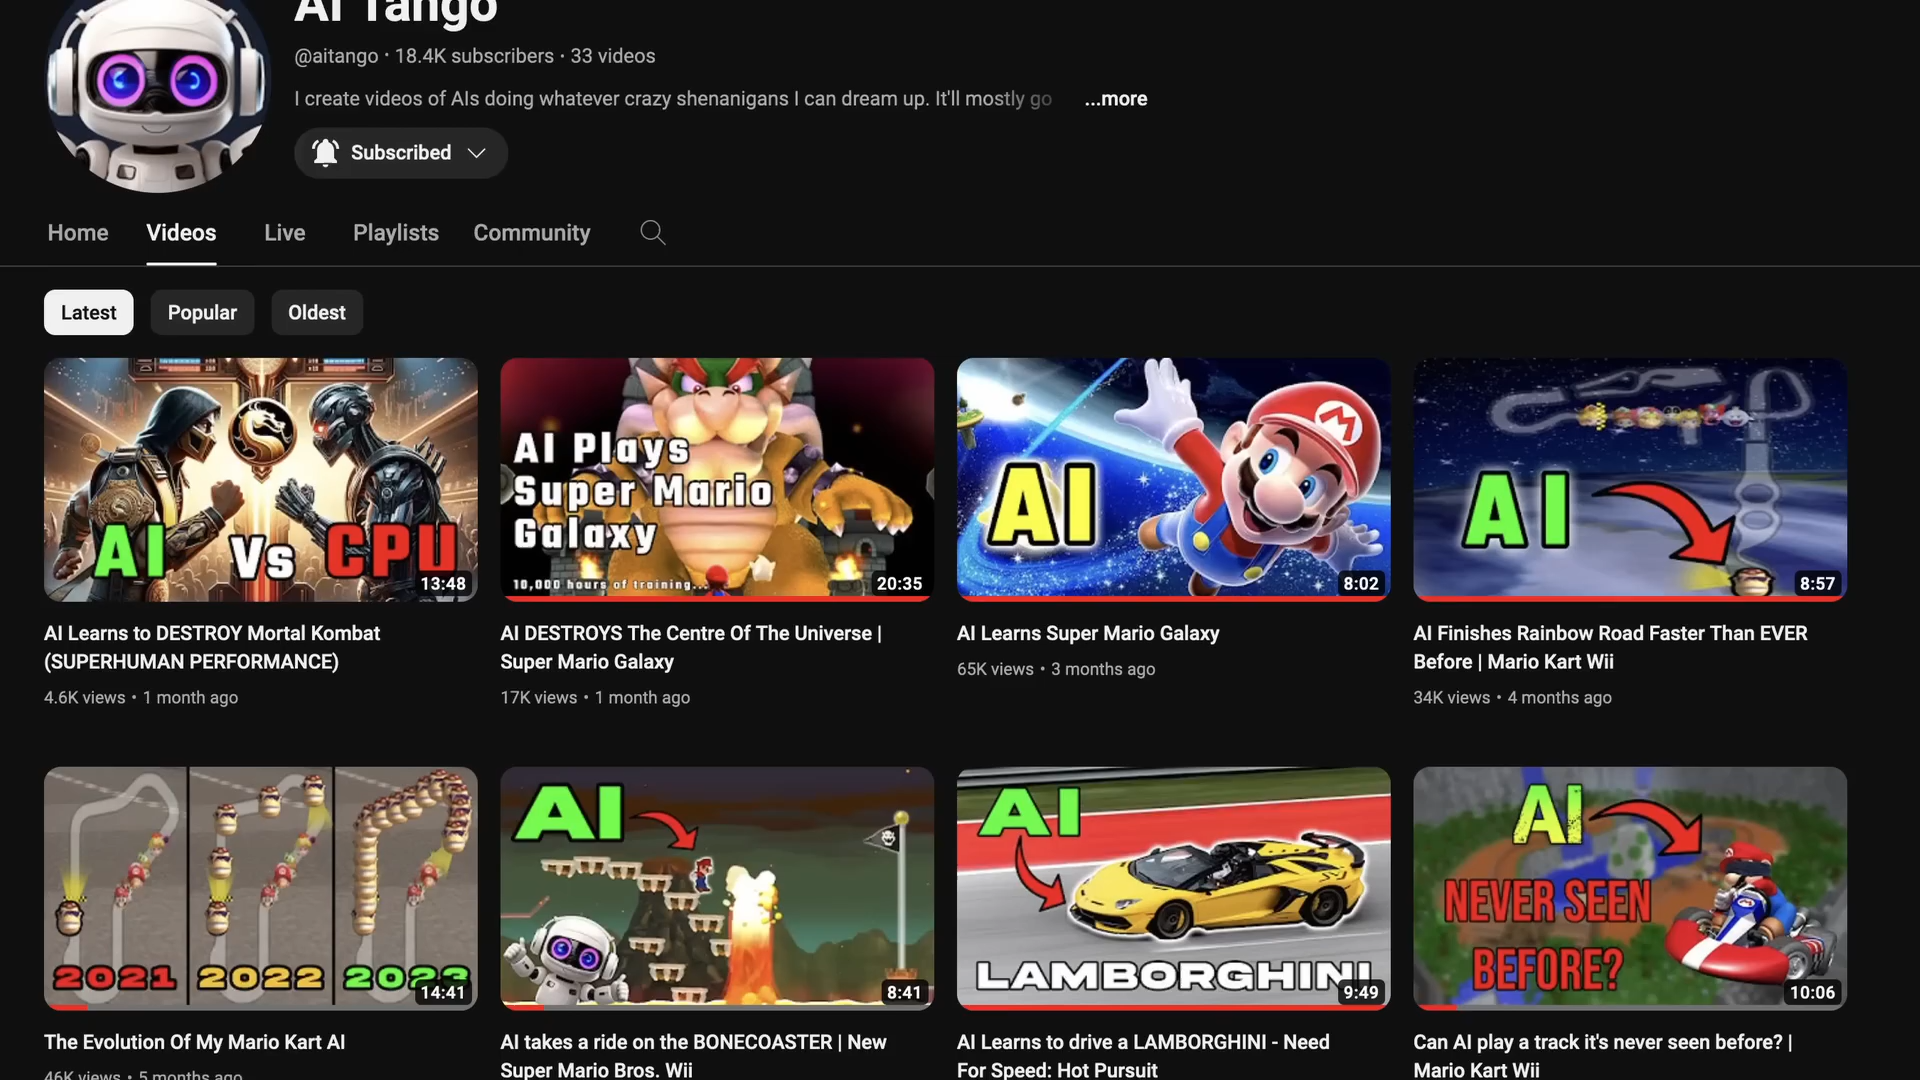 AI Tango
@aitango · 18.4K subscribers · 33 videos
I create videos of AIs doing whatever crazy shenanigans I can dream up. It'll mostly go ...more
Subscribed
Home Videos Live Playlists Community
Latest Popular Oldest
AI Vs CPU
13:48
AI Learns to DESTROY Mortal Kombat
(SUPERHUMAN PERFORMANCE)
4.6K views • 1 month ago
AI Plays
Super Mario
Galaxy
10,000 hours of training...
20:35
AI DESTROYS The Centre Of The Universe |
Super Mario Galaxy
17K views • 1 month ago
AI
M
8:02
AI Learns Super Mario Galaxy
65K views • 3 months ago
AI
8:57
AI Finishes Rainbow Road Faster Than EVER
Before | Mario Kart Wii
34K views • 4 months ago
2021 2022 2023
14:41
The Evolution Of My Mario Kart AI
46K views • 5 months ago
AI
8:41
AI takes a ride on the BONECOASTER | New
Super Mario Bros. Wii
AI
LAMBORGHINI
9:49
AI Learns to drive a LAMBORGHINI - Need
For Speed: Hot Pursuit
AI
NEVER SEEN
BEFORE?
10:06
Can AI play a track it's never seen before? |
Mario Kart Wii